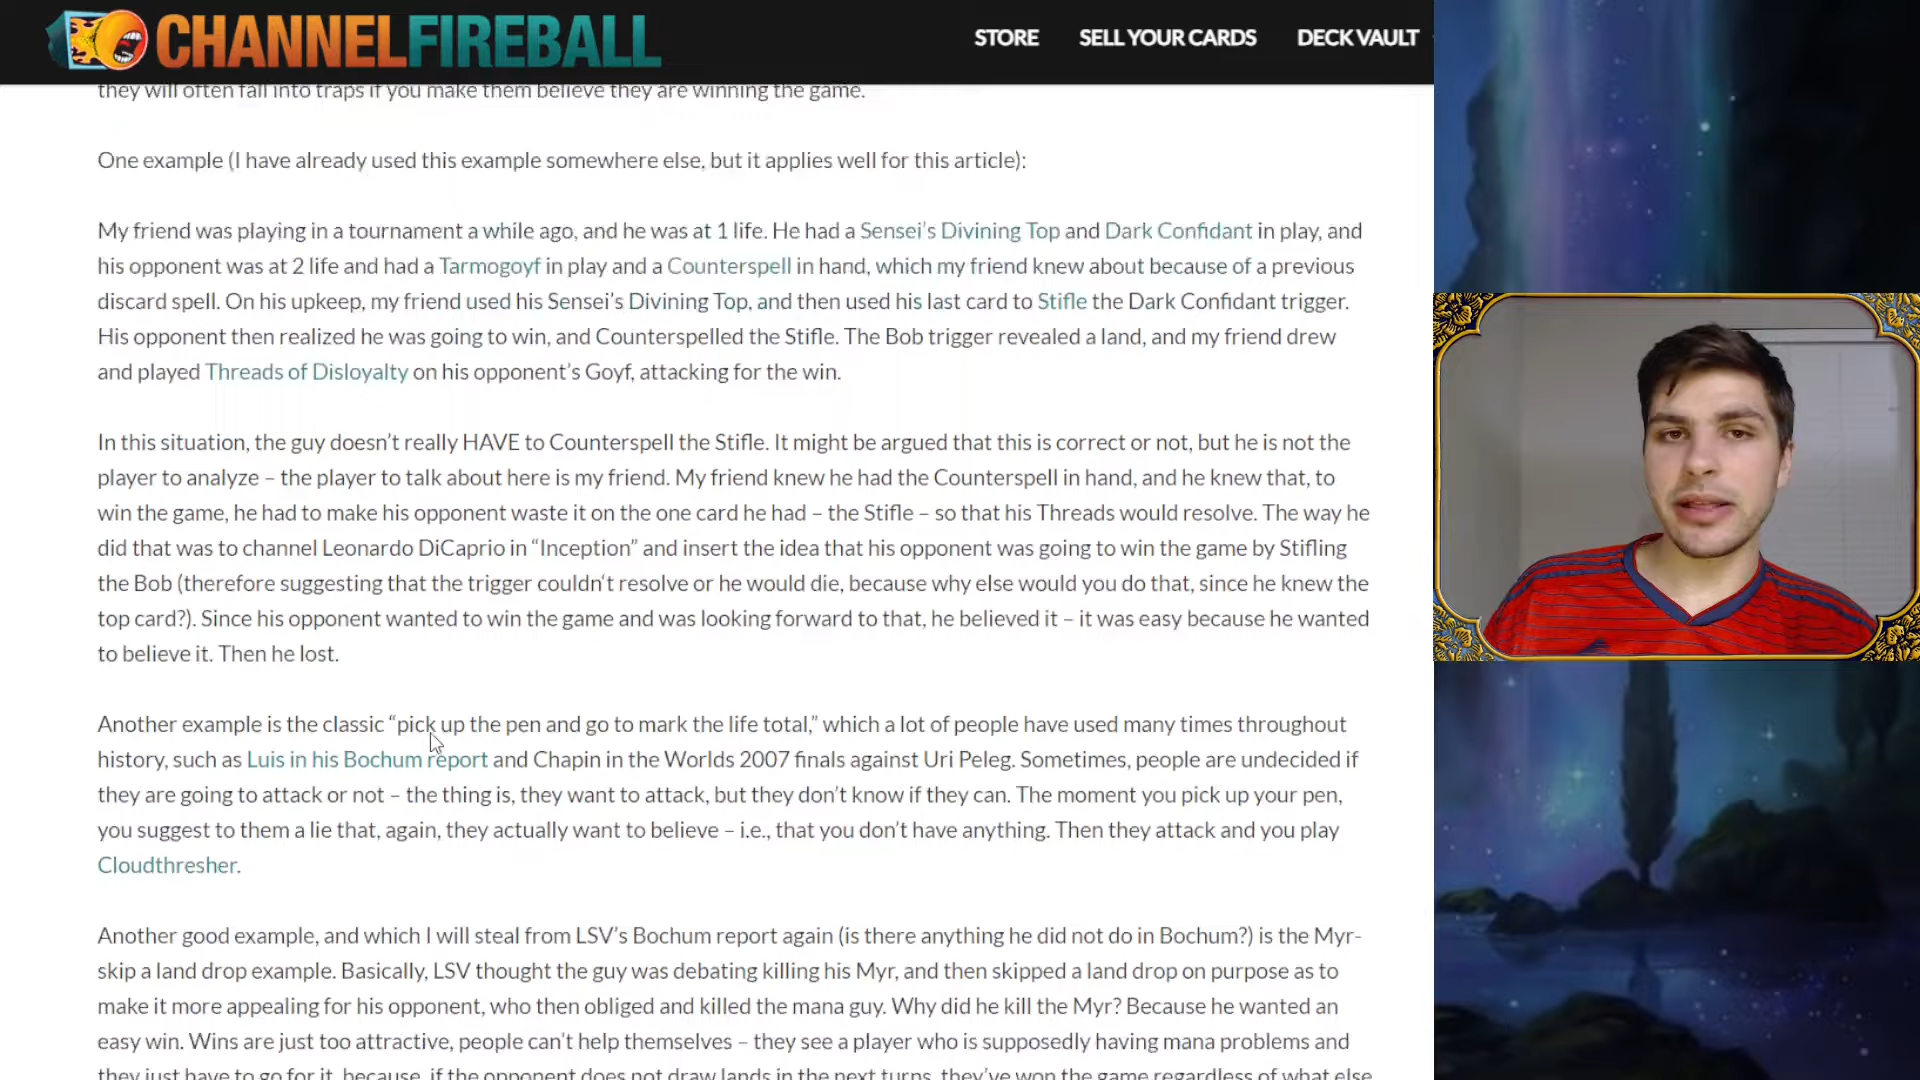 CHANNELFIREBALL
STORE SELL YOUR CARDS DECK VAULT
they will often fall into traps if you make them believe they are winning the game.
One example (I have already used this example somewhere else, but it applies well for this article):
My friend was playing in a tournament a while ago, and he was at 1 life. He had a Sensei's Divining Top and Dark Confidant in play, and
his opponent was at 2 life and had a Tarmogoyf in play and a Counterspell in hand, which my friend knew about because of a previous
discard spell. On his upkeep, my friend used his Sensei's Divining Top, and then used his last card to Stifle the Dark Confidant trigger.
His opponent then realized he was going to win, and Counterspelled the Stifle. The Bob trigger revealed a land, and my friend drew
and played Threads of Disloyalty on his opponent's Goyf, attacking for the win.
In this situation, the guy doesn't really HAVE to Counterspell the Stifle. It might be argued that this is correct or not, but he is not the
player to analyze – the player to talk about here is my friend. My friend knew he had the Counterspell in hand, and he knew that, to
win the game, he had to make his opponent waste it on the one card he had – the Stifle – so that his Threads would resolve. The way he
did that was to channel Leonardo DiCaprio in “Inception” and insert the idea that his opponent was going to win the game by Stifling
the Bob (therefore suggesting that the trigger couldn't resolve or he would die, because why else would you do that, since he knew the
top card?). Since his opponent wanted to win the game and was looking forward to that, he believed it – it was easy because he wanted
to believe it. Then he lost.
Another example is the classic “pick up the pen and go to mark the life total,” which a lot of people have used many times throughout
history, such as Luis in his Bochum report and Chapin in the Worlds 2007 finals against Uri Peleg. Sometimes, people are undecided if
they are going to attack or not – the thing is, they want to attack, but they don't know if they can. The moment you pick up your pen,
you suggest to them a lie that, again, they actually want to believe – i.e., that you don't have anything. Then they attack and you play
Cloudthresher.
Another good example, and which I will steal from LSV's Bochum report again (is there anything he did not do in Bochum?) is the Myr-
skip a land drop example. Basically, LSV thought the guy was debating killing his Myr, and then skipped a land drop on purpose as to
make it more appealing for his opponent, who then obliged and killed the mana guy. Why did he kill the Myr? Because he wanted an
easy win. Wins are just too attractive, people can't help themselves – they see a player who is supposedly having mana problems and
they just have to go for it, because, if the opponent does not draw lands in the next turns, they've won the game regardless of what else